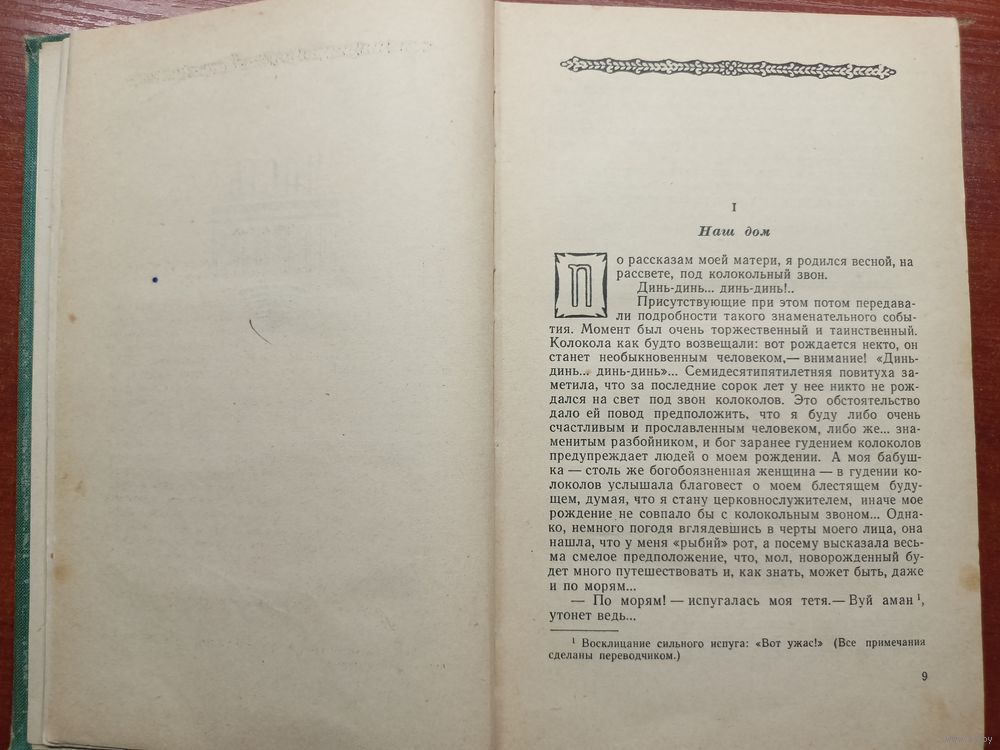 I
Наш дом
По рассказам моей матери, я родился весной, на
рассвете, под колокольный звон.
Динь-динь... динь-динь!..
Присутствующие при этом потом передава-
ли подробности такого знаменательного собы-
тия. Момент был очень торжественный и таинственный.
Колокола как будто возвещали: вот рождается некто, он
станет необыкновенным человеком,— внимание! «Динь-
динь... динь-динь»... Семидесятипятилетняя повитуха за-
метила, что за последние сорок лет у нее никто не рож-
дался на свет под звон колоколов. Это обстоятельство
дало ей повод предположить, что я буду либо очень
счастливым и прославленным человеком, либо же... зна-
менитым разбойником, и бог заранее гудением колоколов
предупреждает людей о моем рождении. А моя бабуш-
ка — столь же богобоязненная женщина — в гудении ко-
локолов услышала благовест о моем блестящем буду-
щем, думая, что я стану церковнослужителем, иначе мое
рождение не совпало бы с колокольным звоном... Одна-
ко, немного погодя вглядевшись в черты моего лица, она
нашла, что у меня «рыбий» рот, а посему высказала весь-
ма смелое предположение, что, мол, новорожденный бу-
дет много путешествовать и, как знать, может быть, даже
и по морям...
— По морям! — испугалась моя тетя.— Вуй аман¹,
утонет ведь...
¹ Восклицание сильного испуга: «Вот ужас!» (Все примечания
сделаны переводчиком.)
9